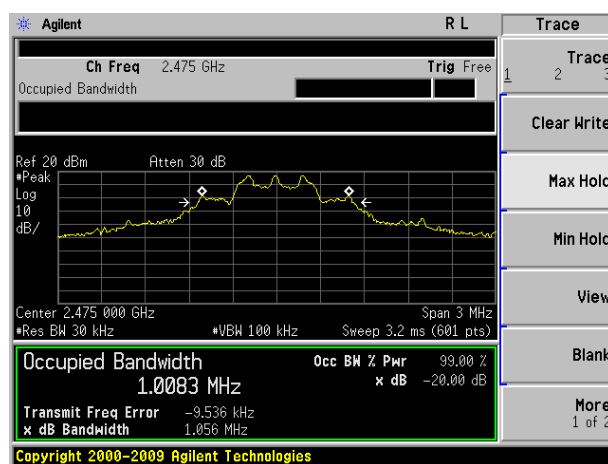 Agilent R L Trace
Ch Freq 2.475 GHz Trig Free
Occupied Bandwidth
Trace
1 2 3
Clear Write
Max Hold
Min Hold
View
Blank
More
1 of 2
Ref 20 dBm Atten 30 dB
#Peak
Log
10
dB/
Center 2.475 000 GHz Span 3 MHz
#Res BW 30 kHz #VBW 100 kHz Sweep 3.2 ms (601 pts)
Occupied Bandwidth Occ BW % Pwr 99.00 %
1.0083 MHz x dB -20.00 dB
Transmit Freq Error -9.536 kHz
x dB Bandwidth 1.056 MHz
Copyright 2000-2009 Agilent Technologies